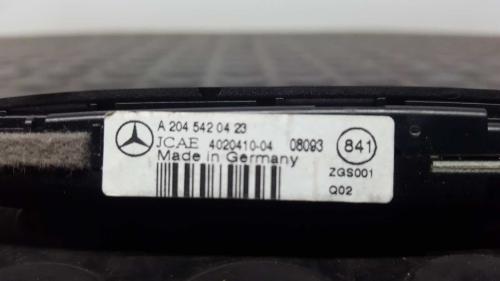 A 204 542 04 23
JCAE 4020410-04 08093
Made in Germany
841
ZGS001
Q02